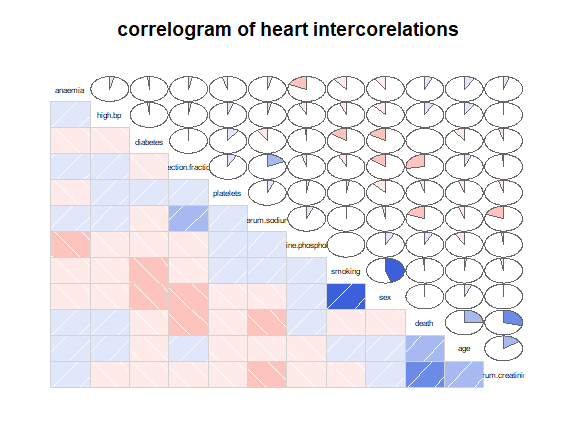 correlogram of heart intercorelations
anaemia
high.bp
diabetes
ection.fraction
platelets
erum.sodiur
ine.phosphol
smoking
sex
death
age
rum.creatini